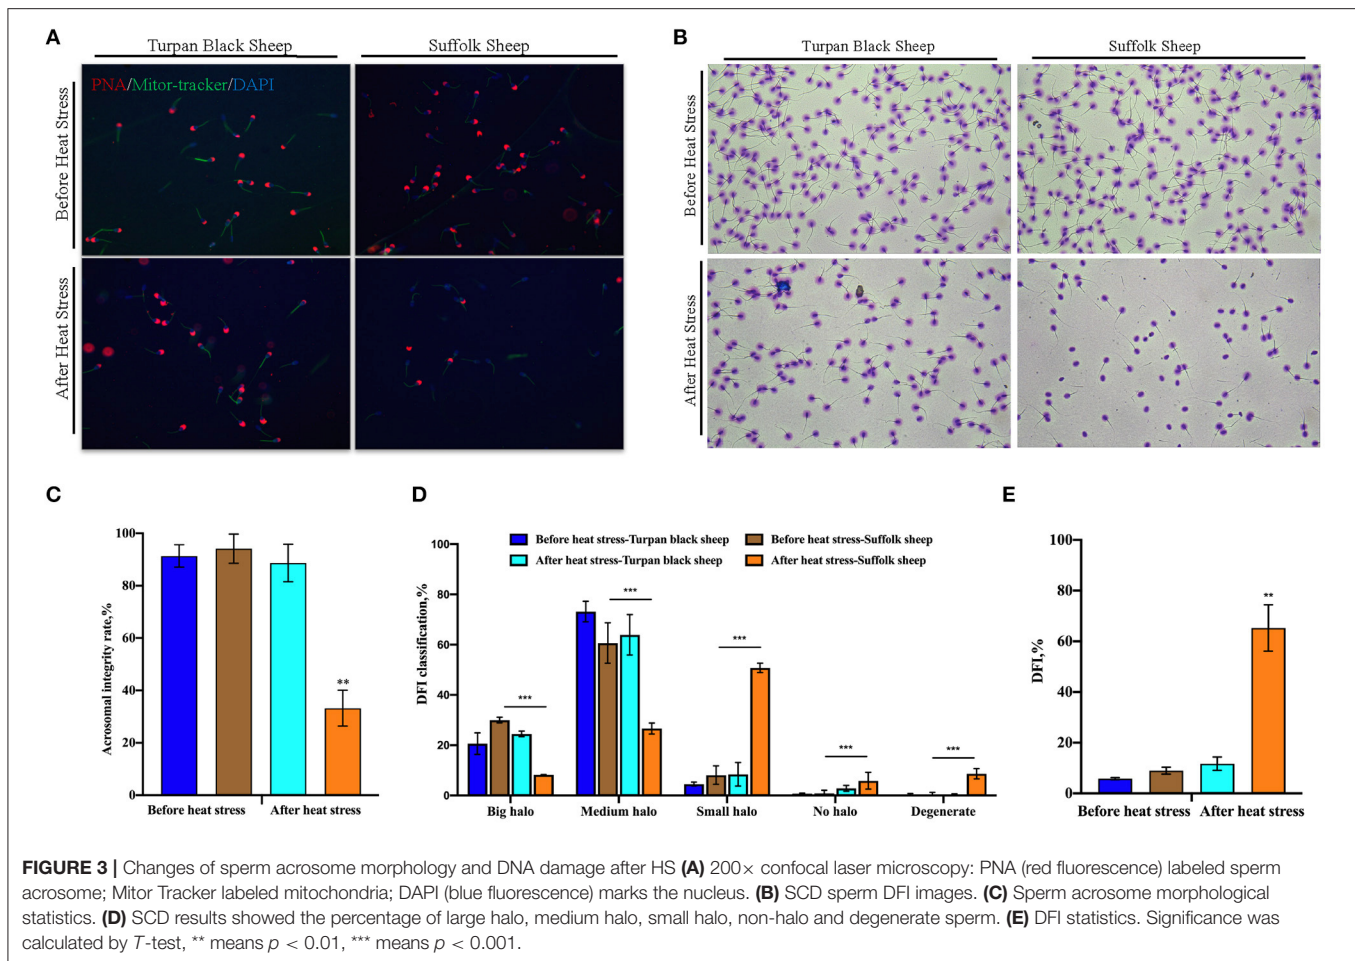 A
Turpan Black Sheep
Suffolk Sheep
Before Heat Stress
PNA/Mitor-tracker/DAPI
After Heat Stress
B
Turpan Black Sheep
Suffolk Sheep
Before Heat Stress
After Heat Stress
C
Acrosomal integrity rate,%
100
80
60
40
20
0
**
Before heat stress
After heat stress
D
Before heat stress-Turpan black sheep
Before heat stress-Suffolk sheep
After heat stress-Turpan black sheep
After heat stress-Suffolk sheep
DFI classification,%
100
80
60
40
20
0
***
***
***
***
***
Big halo
Medium halo
Small halo
No halo
Degenerate
E
DFI,%
100
80
60
40
20
0
**
Before heat stress
After heat stress
FIGURE 3 | Changes of sperm acrosome morphology and DNA damage after HS (A) 200× confocal laser microscopy: PNA (red fluorescence) labeled sperm
acrosome; Mitor Tracker labeled mitochondria; DAPI (blue fluorescence) marks the nucleus. (B) SCD sperm DFI images. (C) Sperm acrosome morphological
statistics. (D) SCD results showed the percentage of large halo, medium halo, small halo, non-halo and degenerate sperm. (E) DFI statistics. Significance was
calculated by T-test, ** means p < 0.01, *** means p < 0.001.